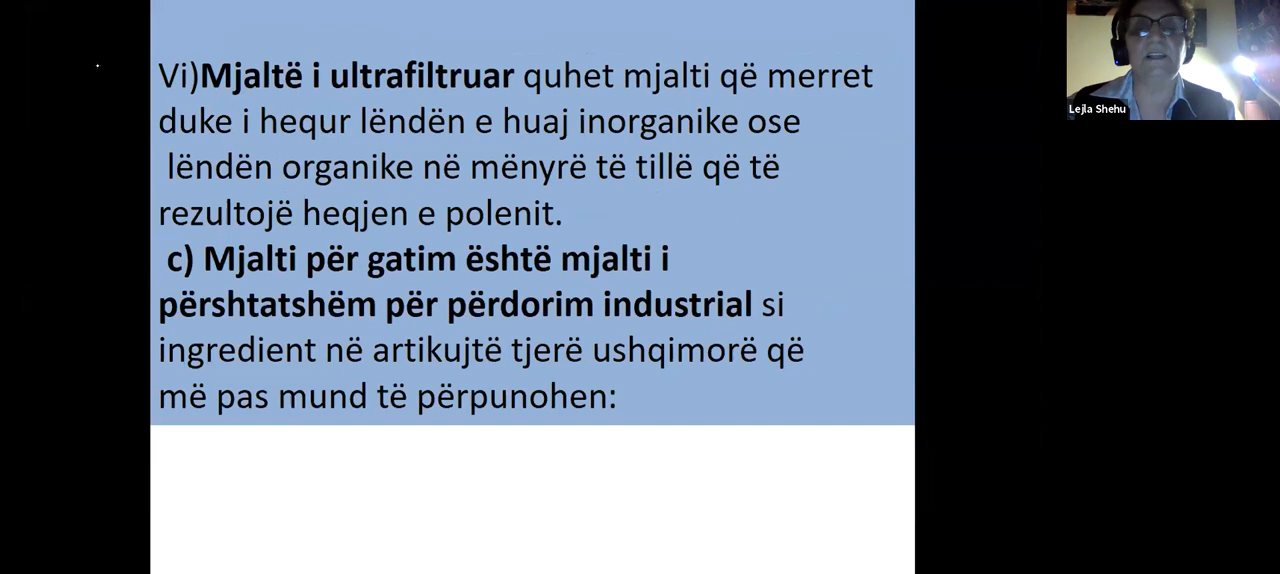 Vi)Mjaltë i ultrafiltruar quhet mjalti që merret
duke i hequr lëndën e huaj inorganike ose
lëndën organike në mënyrë të tillë që të
rezultojë heqjen e polenit.
c) Mjalti për gatim është mjalti i
përshtatshëm për përdorim industrial si
ingredient në artikujtë tjerë ushqimorë që
më pas mund të përpunohen:
Lejla Shehu